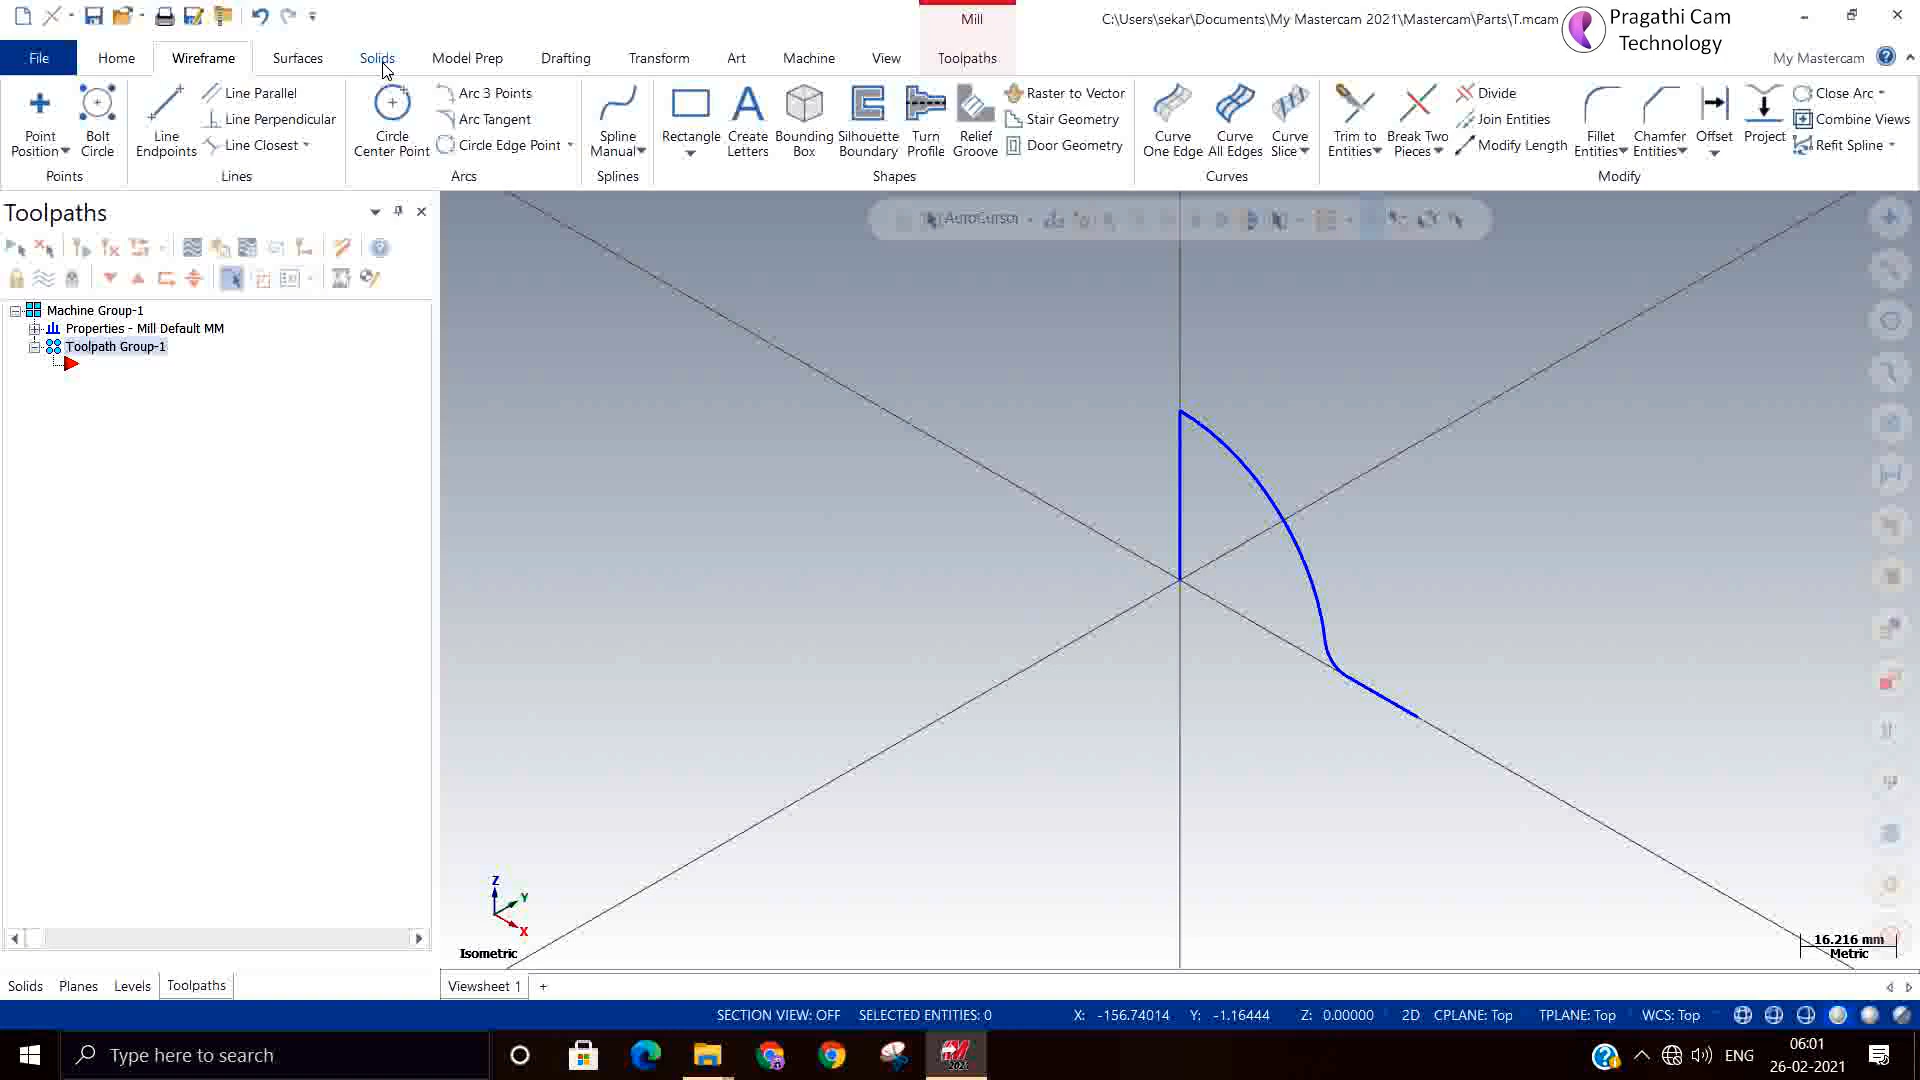 Mill
C:\Users\sekar\Documents\My Mastercam 2021\Mastercam\Parts\T.mcam
Pragathi Cam
Technology
File Home Wireframe Surfaces Solids Model Prep Drafting Transform Art Machine View Toolpaths My Mastercam
Point Position
Bolt Circle
Points
Line Endpoints
Line Parallel
Line Perpendicular
Line Closest
Lines
Circle Center Point
Arc 3 Points
Arc Tangent
Circle Edge Point
Arcs
Spline Manual
Splines
Rectangle
Create Letters
Bounding Box
Silhouette Boundary
Turn Profile
Relief Groove
Raster to Vector
Stair Geometry
Door Geometry
Shapes
Curve One Edge
Curve All Edges
Curve Slice
Curves
Trim to Entities
Break Two Pieces
Divide
Join Entities
Modify Length
Fillet Entities
Chamfer Entities
Offset
Project
Close Arc
Combine Views
Refit Spline
Modify
Toolpaths
AutoCursor
Machine Group-1
Properties - Mill Default MM
Toolpath Group-1
Z
Y
X
Isometric
16.216 mm
Metric
Solids Planes Levels Toolpaths
Viewsheet 1 +
SECTION VIEW: OFF SELECTED ENTITIES: 0 X: -156.74014 Y: -1.16444 Z: 0.00000 2D CPLANE: Top TPLANE: Top WCS: Top
Type here to search
2021
ENG
06:01
26-02-2021